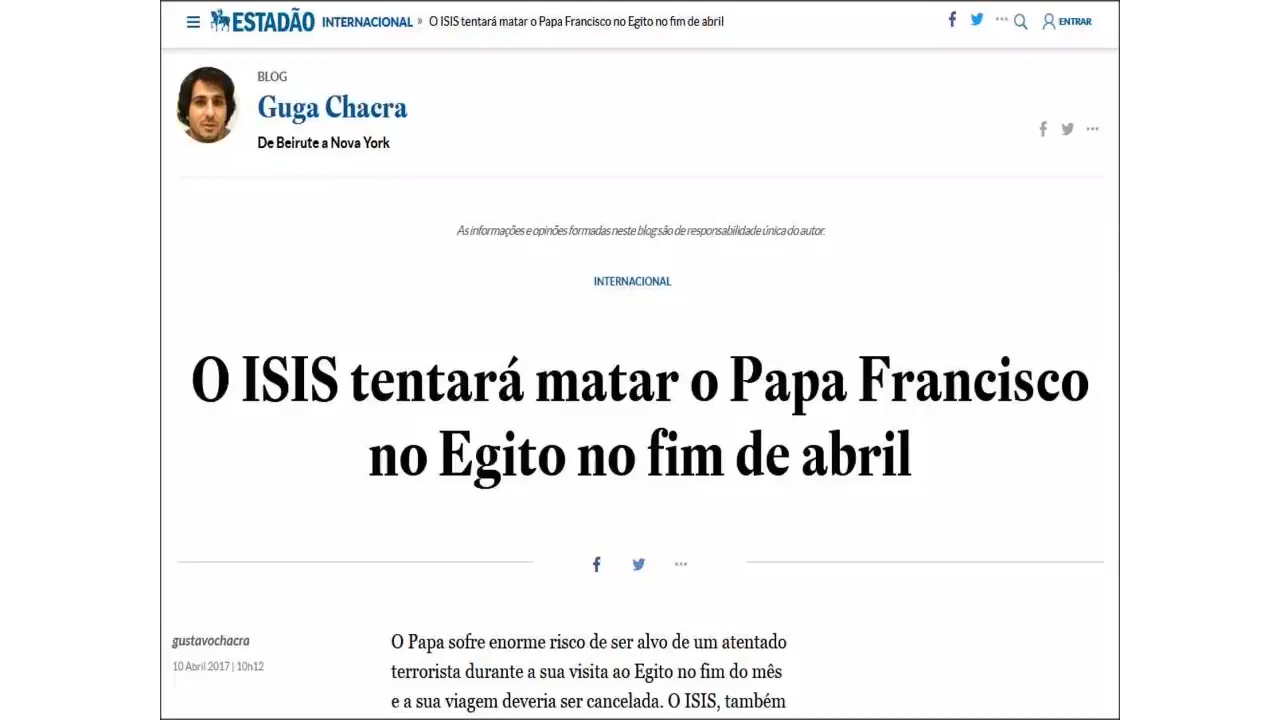 ESTADÃO INTERNACIONAL » O ISIS tentará matar o Papa Francisco no Egito no fim de abril ENTRAR
BLOG
Guga Chacra
De Beirute a Nova York
As informações e opinões formadas neste blog são de responsabilidade única do autor.
INTERNACIONAL
O ISIS tentará matar o Papa Francisco
no Egito no fim de abril
gustavochacra
10 Abril 2017 | 10h12
O Papa sofre enorme risco de ser alvo de um atentado
terrorista durante a sua visita ao Egito no fim do mês
e a sua viagem deveria ser cancelada. O ISIS, também